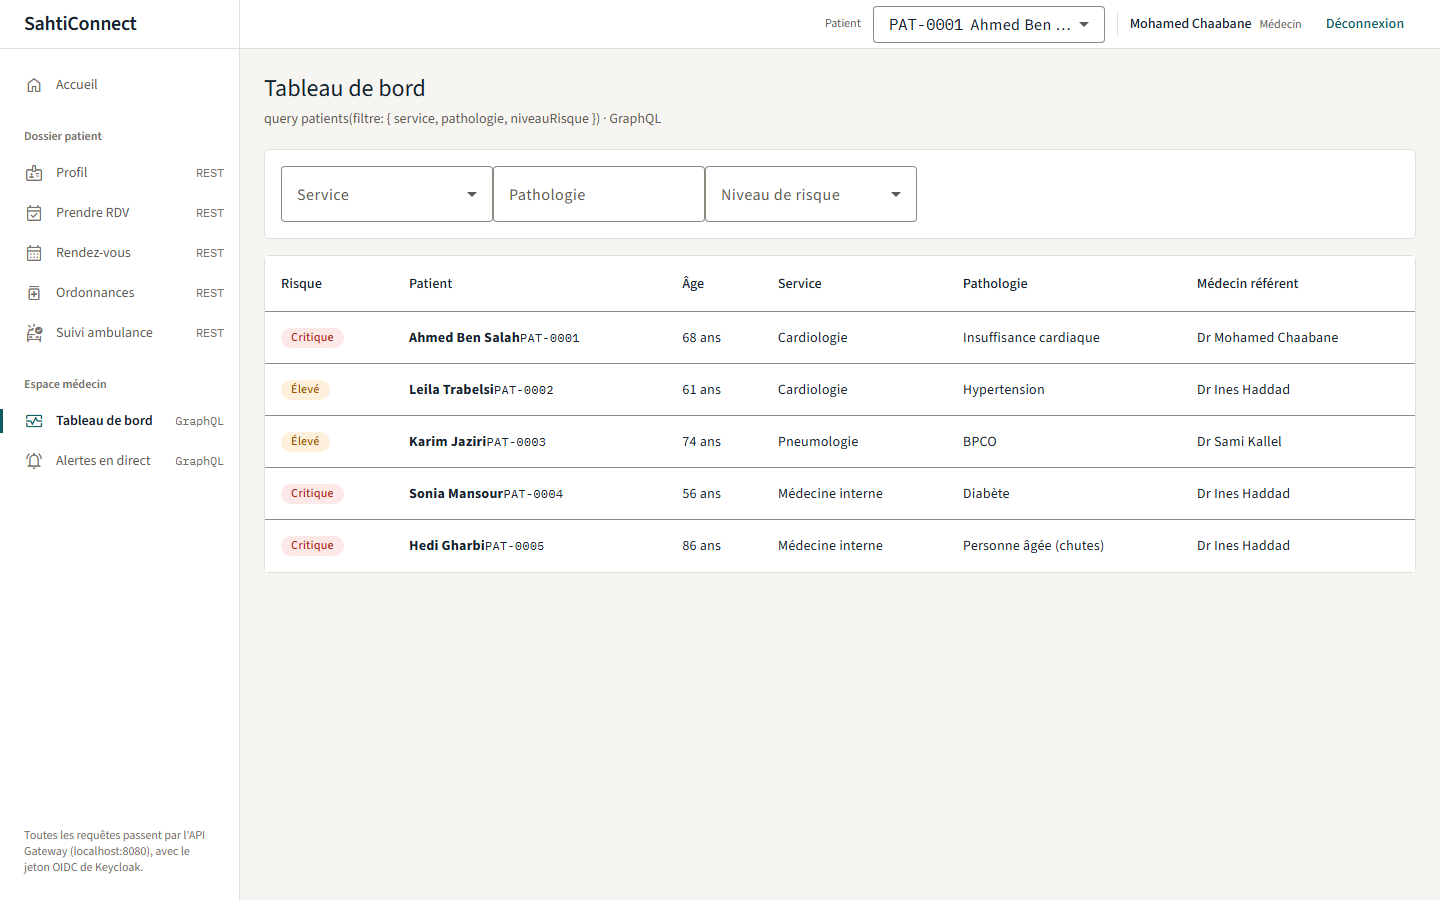 SahtiConnect
Patient
PAT-0001 Ahmed Ben ...
Mohamed Chaabane Médecin
Déconnexion
Accueil
Dossier patient
Profil REST
Prendre RDV REST
Rendez-vous REST
Ordonnances REST
Suivi ambulance REST
Espace médecin
Tableau de bord GraphQL
Alertes en direct GraphQL
Toutes les requêtes passent par l'API
Gateway (localhost:8080), avec le
jeton OIDC de Keycloak.
Tableau de bord
query patients(filtre: { service, pathologie, niveauRisque }) · GraphQL
Service Pathologie Niveau de risque
Risque Patient Âge Service Pathologie Médecin référent
Critique Ahmed Ben SalahPAT-0001 68 ans Cardiologie Insuffisance cardiaque Dr Mohamed Chaabane
Élevé Leila TrabelsiPAT-0002 61 ans Cardiologie Hypertension Dr Ines Haddad
Élevé Karim JaziriPAT-0003 74 ans Pneumologie BPCO Dr Sami Kallel
Critique Sonia MansourPAT-0004 56 ans Médecine interne Diabète Dr Ines Haddad
Critique Hedi GharbiPAT-0005 86 ans Médecine interne Personne âgée (chutes) Dr Ines Haddad